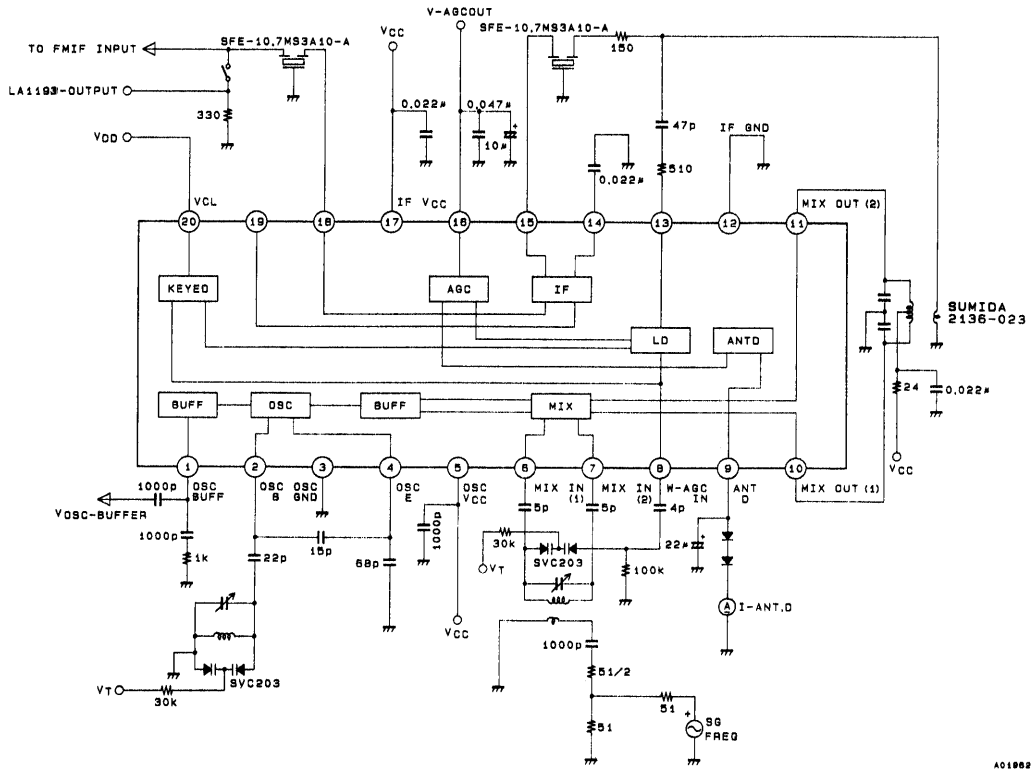 V-AGCOUT
VCC
SFE-10,7MS3A10-A
SFE-10,7MS3A10-A
TO FMIF INPUT
150
LA1193-OUTPUT
330
0,022μ
0,047μ
10μ
47p
IF GND
VDD
0,022μ
510
VCL
IF VCC
MIX OUT (2)
20
19
18
17
16
15
14
13
12
11
KEYED
AGC
IF
SUMIDA
2136-023
LD
ANTD
24
0,022μ
BUFF
OSC
BUFF
MIX
VCC
1
2
3
4
5
6
7
8
9
10
1000p
OSC BUFF
OSC B
OSC GND
OSC E
OSC VCC
MIX IN (1)
MIX IN (2)
W-AGC IN
ANT D
MIX OUT (1)
VOSC-BUFFER
1000p
5p
5p
4p
1000p
1k
22p
15p
68p
30k
SVC203
VT
100k
22μ
A
I-ANT,D
VCC
1000p
51/2
SVC203
VT
30k
51
51
+
SG
FREQ
A01982